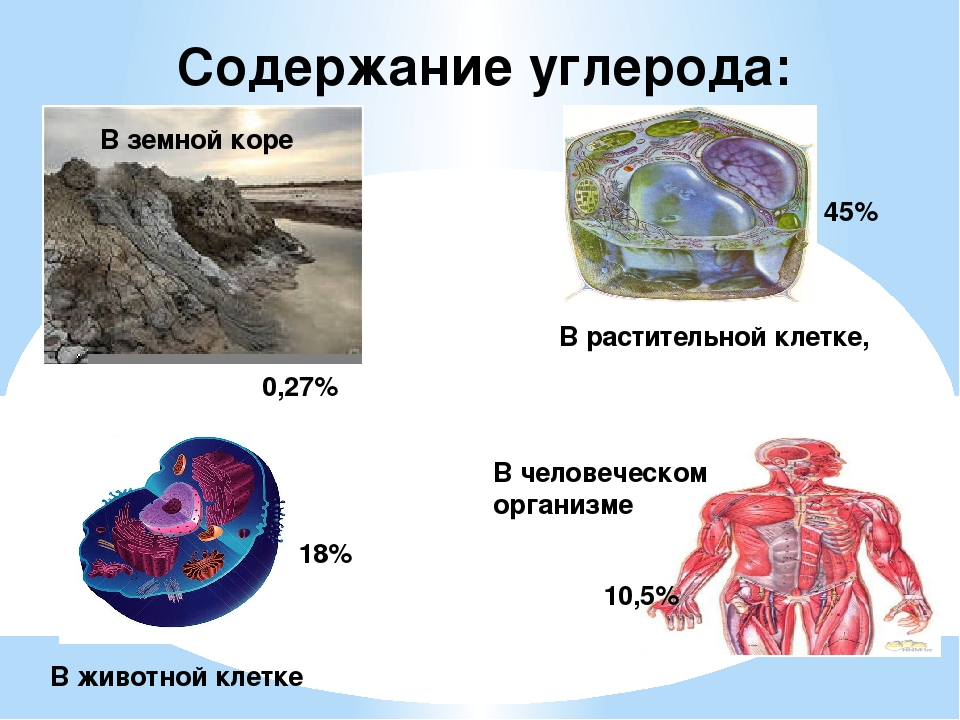 Содержание углерода:
В земной коре
45%
В растительной клетке,
0,27%
В человеческом
организме
18%
10,5%
В животной клетке